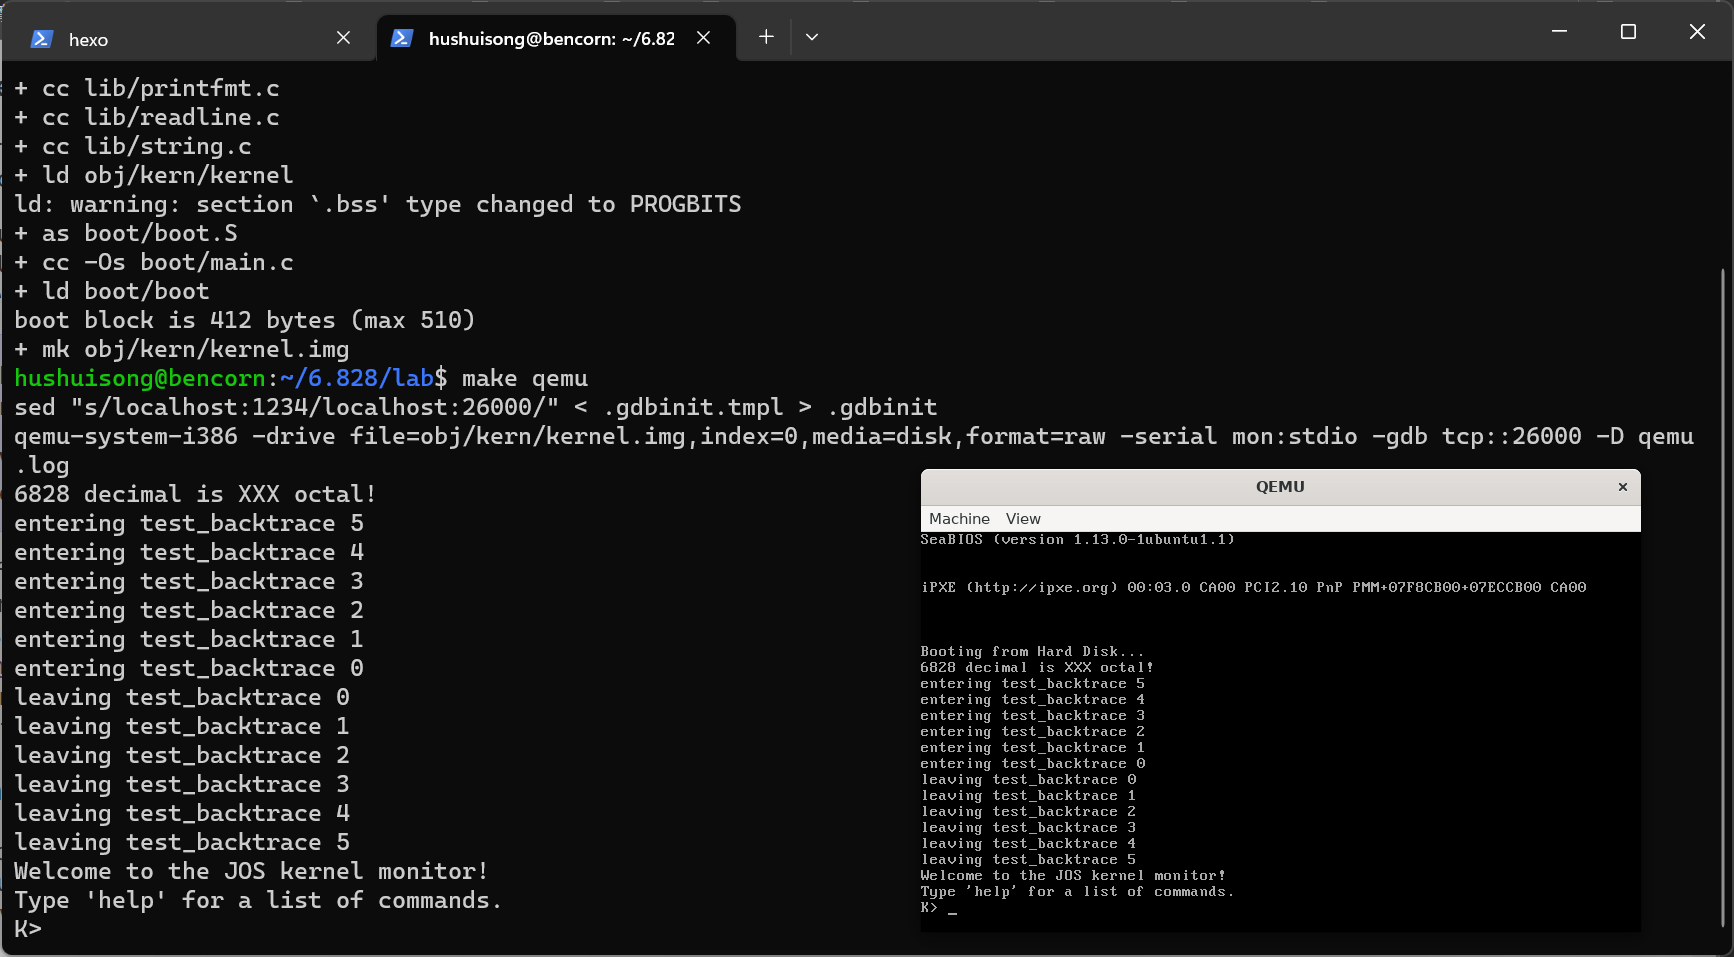 hexo
hushuisong@bencorn: ~/6.82
+ cc lib/printfmt.c
+ cc lib/readline.c
+ cc lib/string.c
+ ld obj/kern/kernel
ld: warning: section `.bss' type changed to PROGBITS
+ as boot/boot.S
+ cc -Os boot/main.c
+ ld boot/boot
boot block is 412 bytes (max 510)
+ mk obj/kern/kernel.img
hushuisong@bencorn:~/6.828/lab$ make qemu
sed "s/localhost:1234/localhost:26000/" < .gdbinit.tmpl > .gdbinit
qemu-system-i386 -drive file=obj/kern/kernel.img,index=0,media=disk,format=raw -serial mon:stdio -gdb tcp::26000 -D qemu
.log
6828 decimal is XXX octal!
entering test_backtrace 5
entering test_backtrace 4
entering test_backtrace 3
entering test_backtrace 2
entering test_backtrace 1
entering test_backtrace 0
leaving test_backtrace 0
leaving test_backtrace 1
leaving test_backtrace 2
leaving test_backtrace 3
leaving test_backtrace 4
leaving test_backtrace 5
Welcome to the JOS kernel monitor!
Type 'help' for a list of commands.
K>
QEMU
Machine View
SeaBIOS (version 1.13.0-1ubuntu1.1)
iPXE (http://ipxe.org) 00:03.0 CA00 PCI2.10 PnP PMM+07F8CB00+07ECCB00 CA00
Booting from Hard Disk...
6828 decimal is XXX octal!
entering test_backtrace 5
entering test_backtrace 4
entering test_backtrace 3
entering test_backtrace 2
entering test_backtrace 1
entering test_backtrace 0
leaving test_backtrace 0
leaving test_backtrace 1
leaving test_backtrace 2
leaving test_backtrace 3
leaving test_backtrace 4
leaving test_backtrace 5
Welcome to the JOS kernel monitor!
Type 'help' for a list of commands.
K> _